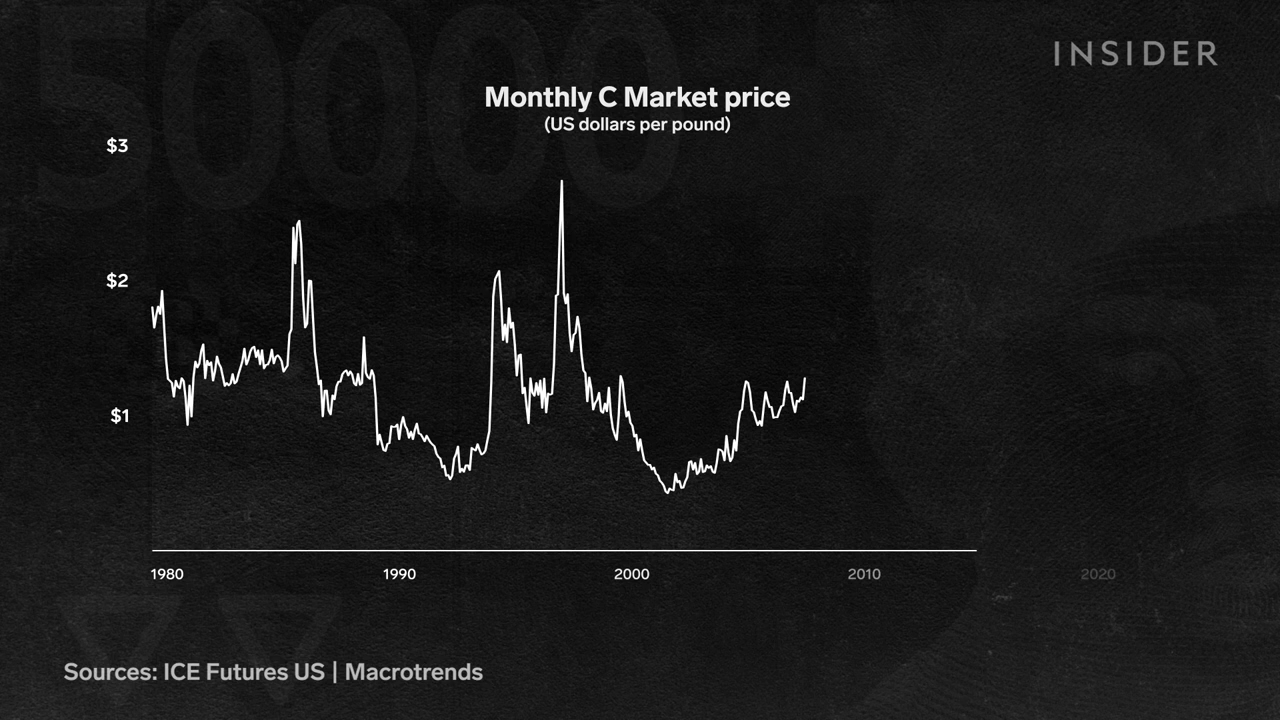 50000
INSIDER
Monthly C Market price
(US dollars per pound)
$3
$2
$1
1980 1990 2000 2010 2020
Sources: ICE Futures US | Macrotrends